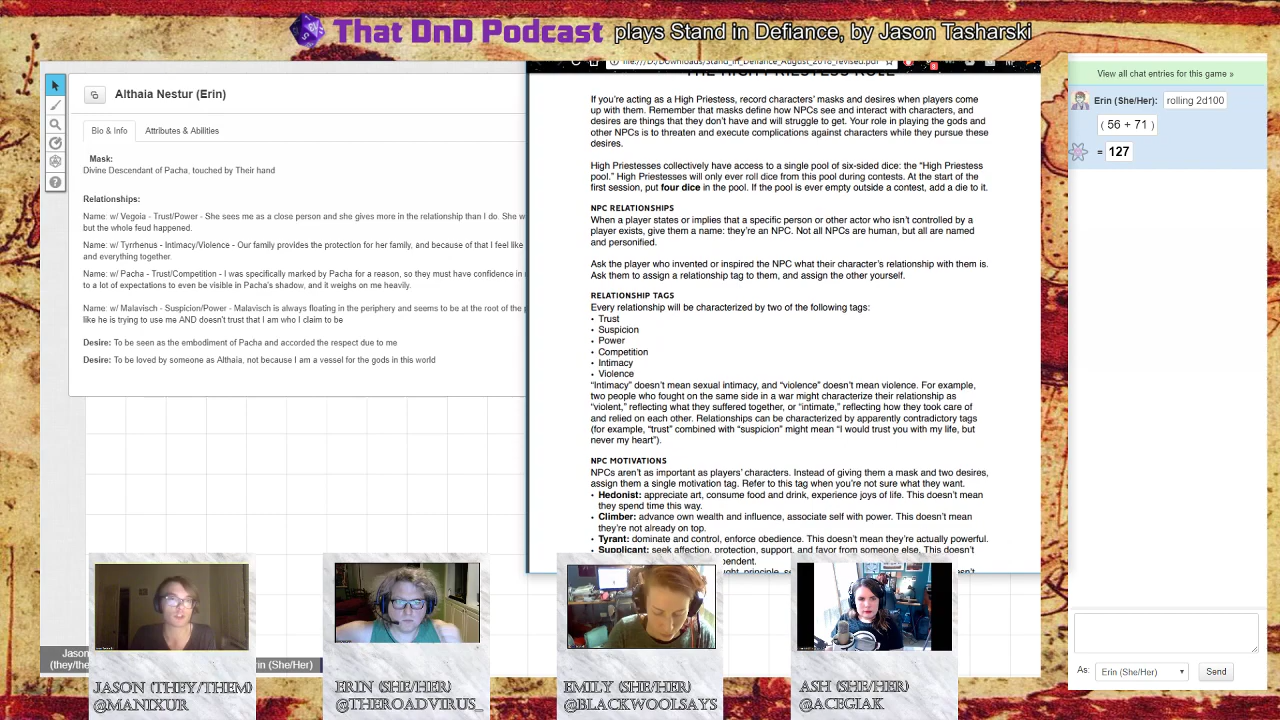 That DnD Podcast plays Stand in Defiance, by Jason Tasharski
Althaia Nestur (Erin)
Bio & Info
Attributes & Abilities
Mask:
Divine Descendant of Pacha, touched by Their hand
Relationships:
Name: w/ Vegoia - Trust/Power - She sees me as a close person and she gives more in the relationship than I do. She w
but the whole feud happened.
Name: w/ Tyrrhenus - Intimacy/Violence - Our family provides the protection for her family, and because of that I feel like
and everything together.
Name: w/ Pacha - Trust/Competition - I was specifically marked by Pacha for a reason, so they must have confidence in
to a lot of expectations to even be visible in Pacha's shadow, and it weighs on me heavily.
Name: w/ Malavisch - Suspicion/Power - Malavisch is always floating in the periphery and seems to be at the root of the
like he is trying to use me AND doesn't trust that I am who I claim to be
Desire: To be seen as the embodiment of Pacha and accorded the respect due to me
Desire: To be loved by someone as Althaia, not because I am a vessel for the gods in this world
file:///D:/Downloads/Stand_in_Defiance_August_2018_revised.pdf
THE HIGH PRIESTESS ROLE
If you're acting as a High Priestess, record characters' masks and desires when players come
up with them. Remember that masks define how NPCs see and interact with characters, and
desires are things that they don't have and will struggle to get. Your role in playing the gods and
other NPCs is to threaten and execute complications against characters while they pursue these
desires.
High Priestesses collectively have access to a single pool of six-sided dice: the "High Priestess
pool." High Priestesses will only ever roll dice from this pool during contests. At the start of the
first session, put four dice in the pool. If the pool is ever empty outside a contest, add a die to it.
NPC RELATIONSHIPS
When a player states or implies that a specific person or other actor who isn't controlled by a
player exists, give them a name: they're an NPC. Not all NPCs are human, but all are named
and personified.
Ask the player who invented or inspired the NPC what their character's relationship with them is.
Ask them to assign a relationship tag to them, and assign the other yourself.
RELATIONSHIP TAGS
Every relationship will be characterized by two of the following tags:
• Trust
• Suspicion
• Power
• Competition
• Intimacy
• Violence
"Intimacy" doesn't mean sexual intimacy, and "violence" doesn't mean violence. For example,
two people who fought on the same side in a war might characterize their relationship as
"violent," reflecting what they suffered together, or "intimate," reflecting how they took care of
and relied on each other. Relationships can be characterized by apparently contradictory tags
(for example, "trust" combined with "suspicion" might mean "I would trust you with my life, but
never my heart").
NPC MOTIVATIONS
NPCs aren't as important as players' characters. Instead of giving them a mask and two desires,
assign them a single motivation tag. Refer to this tag when you're not sure what they want.
• Hedonist: appreciate art, consume food and drink, experience joys of life. This doesn't mean
they spend time this way.
• Climber: advance own wealth and influence, associate self with power. This doesn't mean
they're not already on top.
• Tyrant: dominate and control, enforce obedience. This doesn't mean they're actually powerful.
• Supplicant: seek affection, protection, support, and favor from someone else. This doesn't
View all chat entries for this game »
Erin (She/Her): rolling 2d100
( 56 + 71 )
= 127
As: Erin (She/Her) Send
Jason
(they/the
rin (She/Her)
JASON (THEY/THEM)
@MANTLUR
ERIN (SHE/HER)
@THEROADVIRUS_
EMILY (SHE/HER)
@BLACKWOOLSAYS
ASH (SHE/HER)
@ACEGIAK